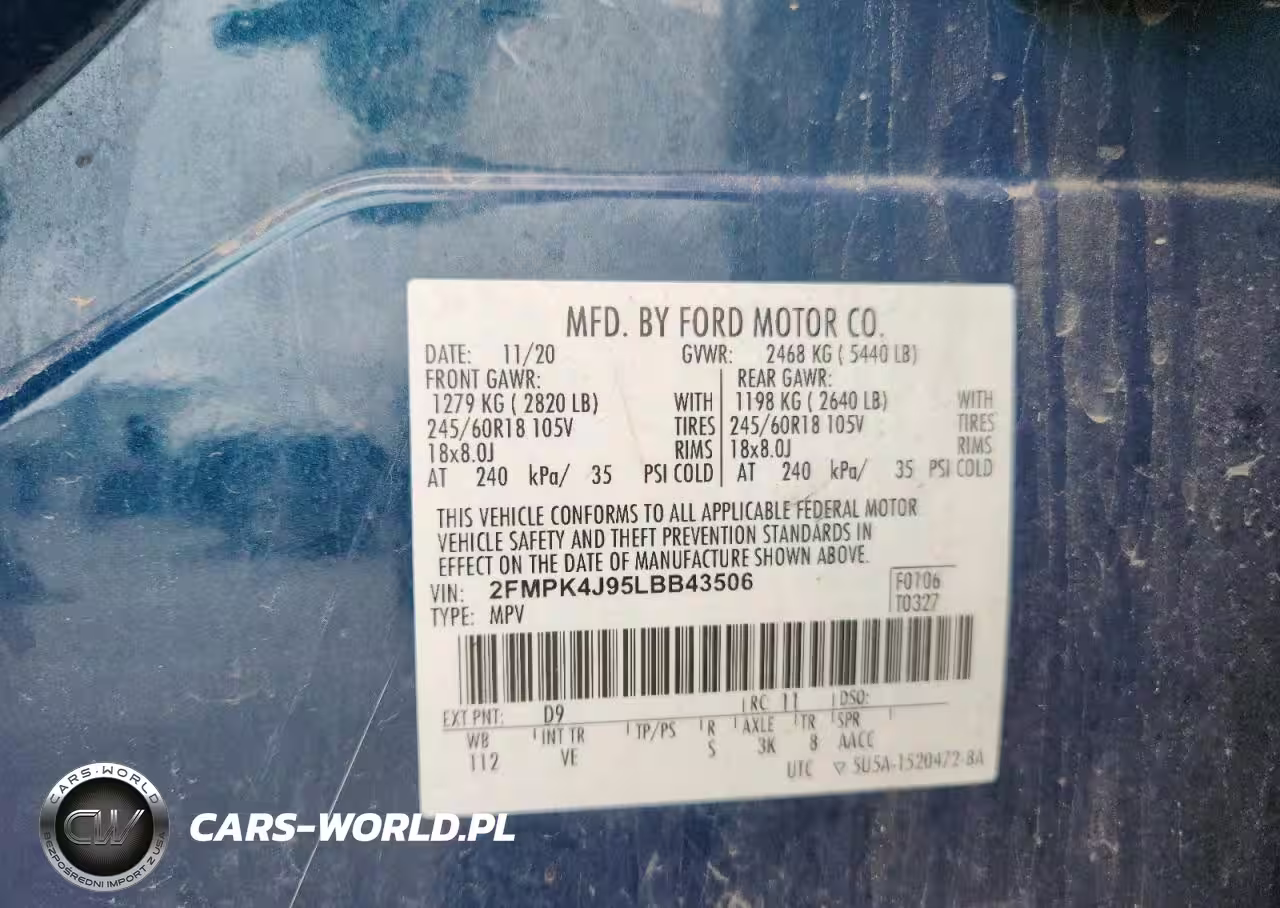 MFD. BY FORD MOTOR CO.
DATE: 11/20 GVWR: 2468 KG ( 5440 LB)
FRONT GAWR: REAR GAWR:
1279 KG ( 2820 LB) WITH 1198 KG ( 2640 LB) WITH
245/60R18 105V TIRES 245/60R18 105V TIRES
18x8.0J RIMS 18x8.0J RIMS
AT 240 kPa/ 35 PSI COLD AT 240 kPa/ 35 PSI COLD
THIS VEHICLE CONFORMS TO ALL APPLICABLE FEDERAL MOTOR
VEHICLE SAFETY AND THEFT PREVENTION STANDARDS IN
EFFECT ON THE DATE OF MANUFACTURE SHOWN ABOVE.
VIN: 2FMPK4J95LBB43506 F0106
TYPE: MPV T0327
EXT PNT: D9 RC 11 DSO:
WB INT TR TP/PS R AXLE TR SPR
112 VE S 3K 8 AACC
UTC 5U5A-1520472-BA
CARS-WORLD
CW
BEZPOŚREDNI IMPORT Z USA
CARS-WORLD.PL